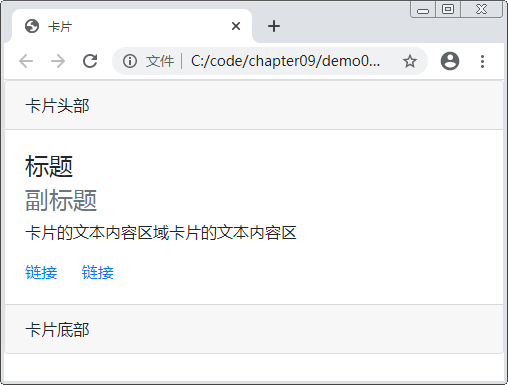 卡片
文件 C:/code/chapter09/demo0...
卡片头部
标题
副标题
卡片的文本内容区域卡片的文本内容区
链接 链接
卡片底部